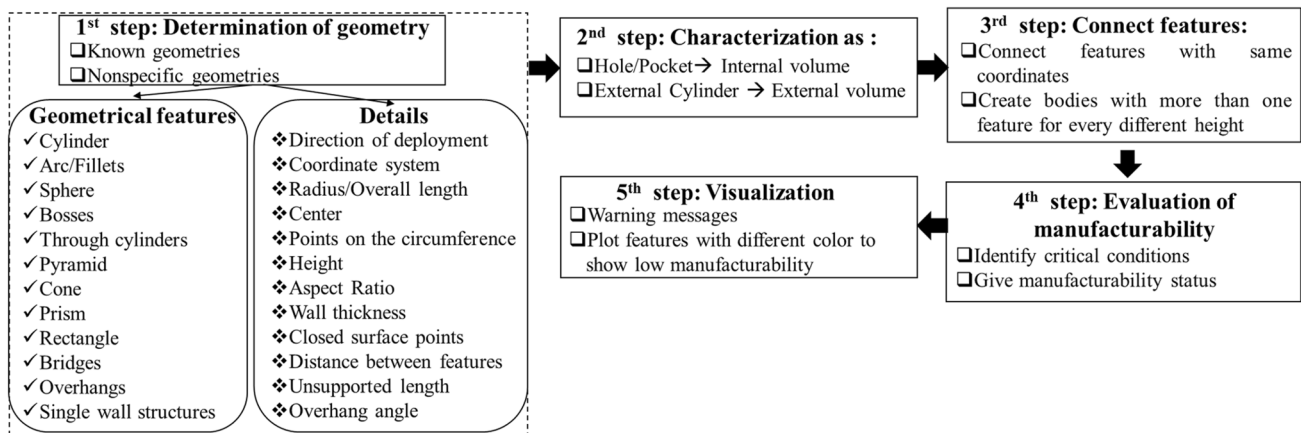 1st step: Determination of geometry
❑Known geometries
❑Nonspecific geometries
Geometrical features
✓Cylinder
✓Arc/Fillets
✓Sphere
✓Bosses
✓Through cylinders
✓Pyramid
✓Cone
✓Prism
✓Rectangle
✓Bridges
✓Overhangs
✓Single wall structures
Details
❖Direction of deployment
❖Coordinate system
❖Radius/Overall length
❖Center
❖Points on the circumference
❖Height
❖Aspect Ratio
❖Wall thickness
❖Closed surface points
❖Distance between features
❖Unsupported length
❖Overhang angle
2nd step: Characterization as :
❑Hole/Pocket→ Internal volume
❑External Cylinder → External volume
3rd step: Connect features:
❑Connect features with same
coordinates
❑Create bodies with more than one
feature for every different height
4th step: Evaluation of
manufacturability
❑Identify critical conditions
❑Give manufacturability status
5th step: Visualization
❑Warning messages
❑Plot features with different color to
show low manufacturability